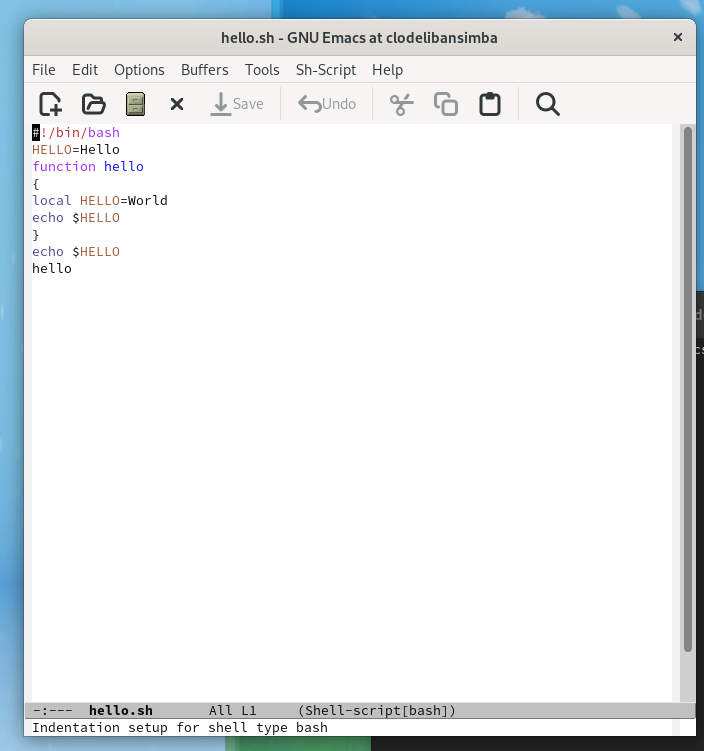 hello.sh - GNU Emacs at clodelibansimba
File Edit Options Buffers Tools Sh-Script Help
Save Undo
#!/bin/bash
HELLO=Hello
function hello
{
local HELLO=World
echo $HELLO
}
echo $HELLO
hello
-:--- hello.sh All L1 (Shell-script[bash])
Indentation setup for shell type bash